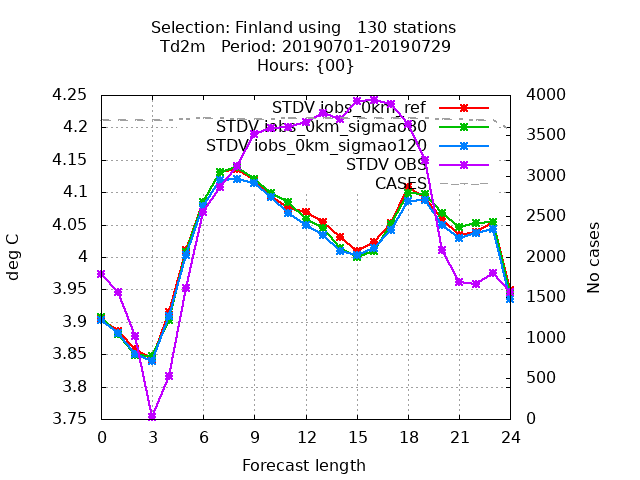 Selection: Finland using   130 stations
Td2m   Period: 20190701-20190729
Hours: {00}
4.25
4.2
4.15
4.1
4.05
4
3.95
3.9
3.85
3.8
3.75
deg C
STDV iobs_0km_ref
STDV iobs_0km_sigmao80
STDV iobs_0km_sigmao120
STDV OBS
CASES
4000
3500
3000
2500
2000
1500
1000
500
0
No cases
0 3 6 9 12 15 18 21 24
Forecast length